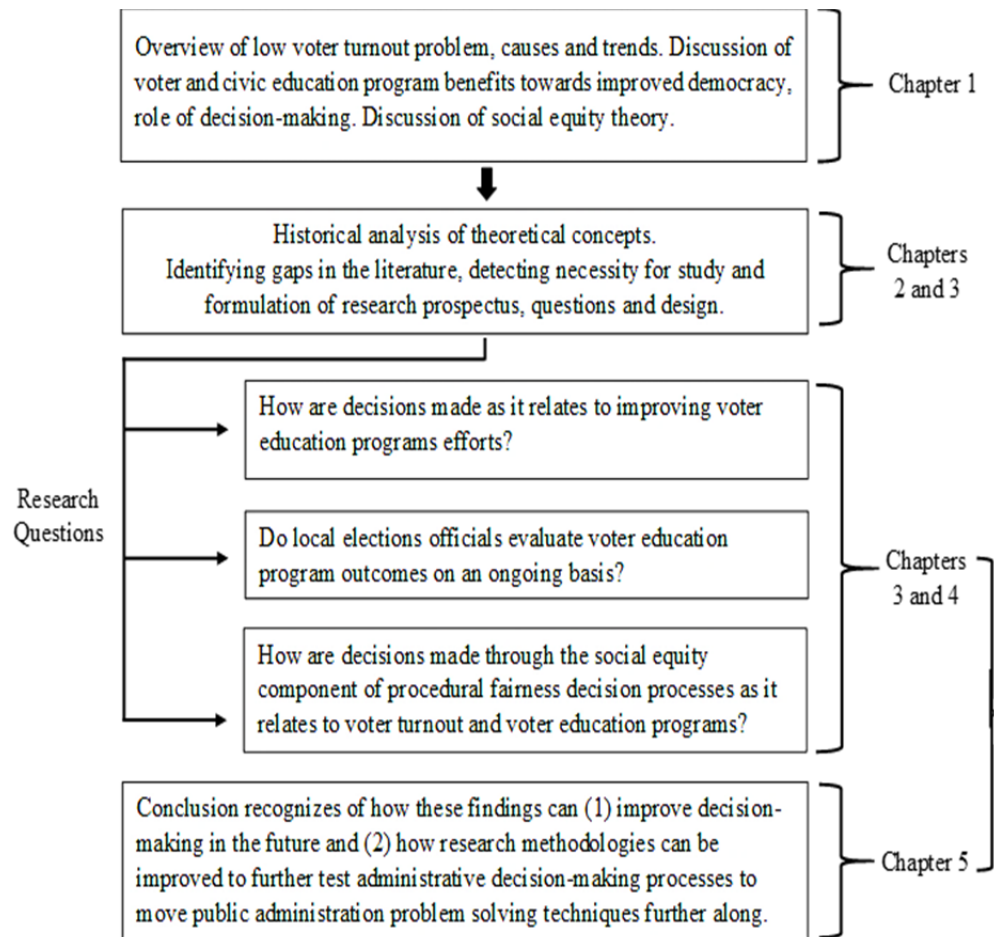 Overview of low voter turnout problem, causes and trends. Discussion of
voter and civic education program benefits towards improved democracy,
role of decision-making. Discussion of social equity theory.
Chapter 1
Historical analysis of theoretical concepts.
Identifying gaps in the literature, detecting necessity for study and
formulation of research prospectus, questions and design.
Chapters
2 and 3
Research
Questions
How are decisions made as it relates to improving voter
education programs efforts?
Do local elections officials evaluate voter education
program outcomes on an ongoing basis?
How are decisions made through the social equity
component of procedural fairness decision processes as it
relates to voter turnout and voter education programs?
Chapters
3 and 4
Conclusion recognizes of how these findings can (1) improve decision-
making in the future and (2) how research methodologies can be
improved to further test administrative decision-making processes to
move public administration problem solving techniques further along.
Chapter 5